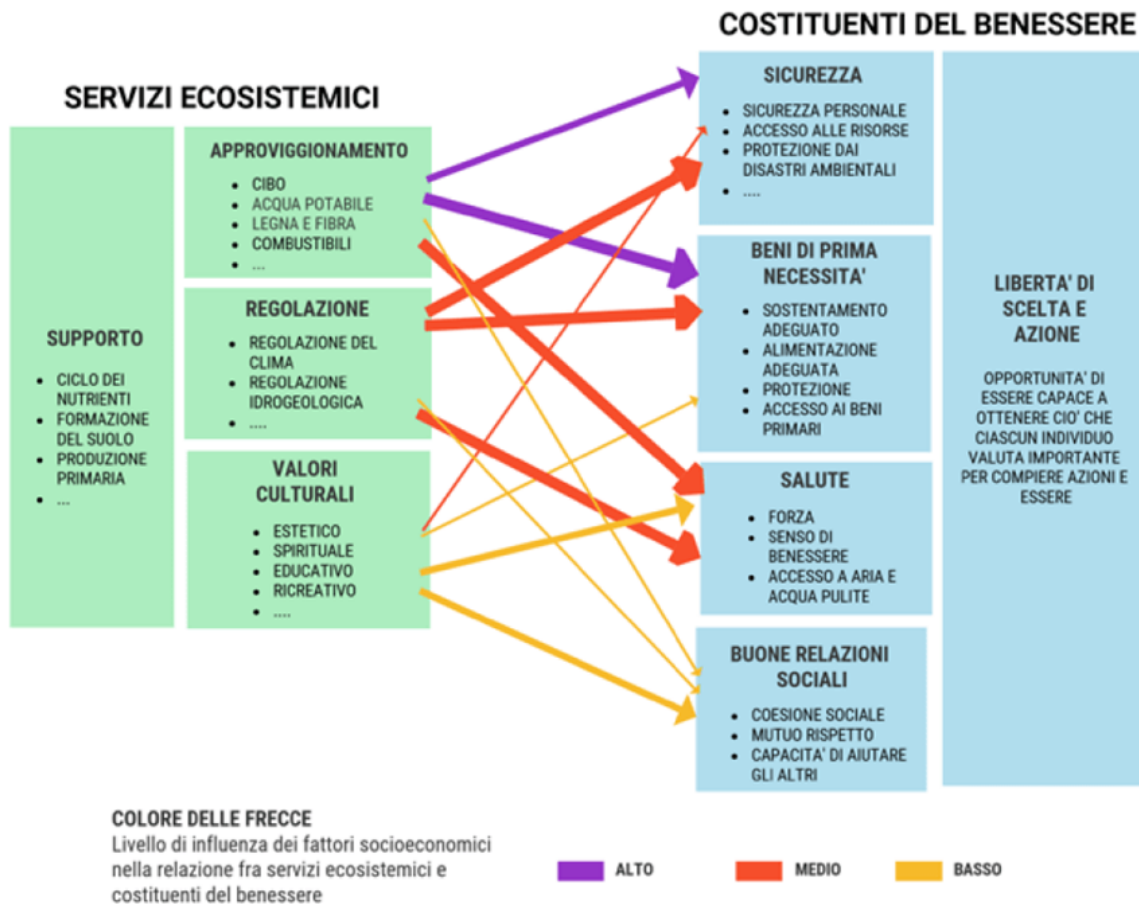 COSTITUENTI DEL BENESSERE
SERVIZI ECOSISTEMICI
SUPPORTO
• CICLO DEI
NUTRIENTI
• FORMAZIONE
DEL SUOLO
• PRODUZIONE
PRIMARIA
• ...
APPROVIGGIONAMENTO
• CIBO
• ACQUA POTABILE
• LEGNA E FIBRA
• COMBUSTIBILI
• ...
REGOLAZIONE
• REGOLAZIONE DEL
CLIMA
• REGOLAZIONE
IDROGEOLOGICA
• ....
VALORI
CULTURALI
• ESTETICO
• SPIRITUALE
• EDUCATIVO
• RICREATIVO
• ....
SICUREZZA
• SICUREZZA PERSONALE
• ACCESSO ALLE RISORSE
• PROTEZIONE DAI
DISASTRI AMBIENTALI
• ....
BENI DI PRIMA
NECESSITA'
• SOSTENTAMENTO
ADEGUATO
• ALIMENTAZIONE
ADEGUATA
• PROTEZIONE
• ACCESSO AI BENI
PRIMARI
SALUTE
• FORZA
• SENSO DI
BENESSERE
• ACCESSO A ARIA E
ACQUA PULITE
BUONE RELAZIONI
SOCIALI
• COESIONE SOCIALE
• MUTUO RISPETTO
• CAPACITA' DI AIUTARE
GLI ALTRI
LIBERTA' DI
SCELTA E
AZIONE
OPPORTUNITA' DI
ESSERE CAPACE A
OTTENERE CIO' CHE
CIASCUN INDIVIDUO
VALUTA IMPORTANTE
PER COMPIERE AZIONI E
ESSERE
COLORE DELLE FRECCE
Livello di influenza dei fattori socioeconomici
nella relazione fra servizi ecosistemici e
costituenti del benessere
ALTO
MEDIO
BASSO